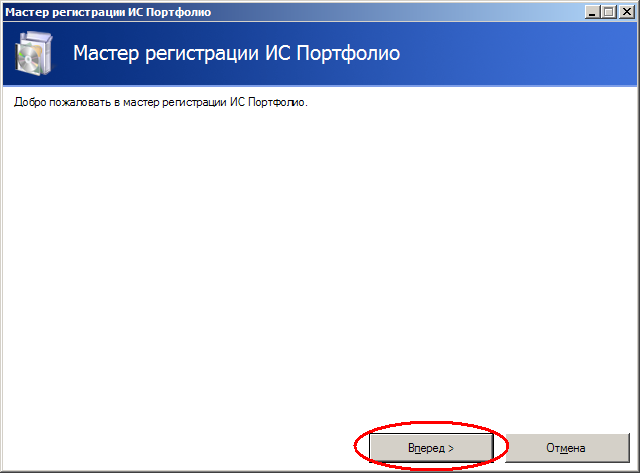 Мастер регистрации ИС Портфолио
Мастер регистрации ИС Портфолио
Добро пожаловать в мастер регистрации ИС Портфолио.
Вперед >
Отмена